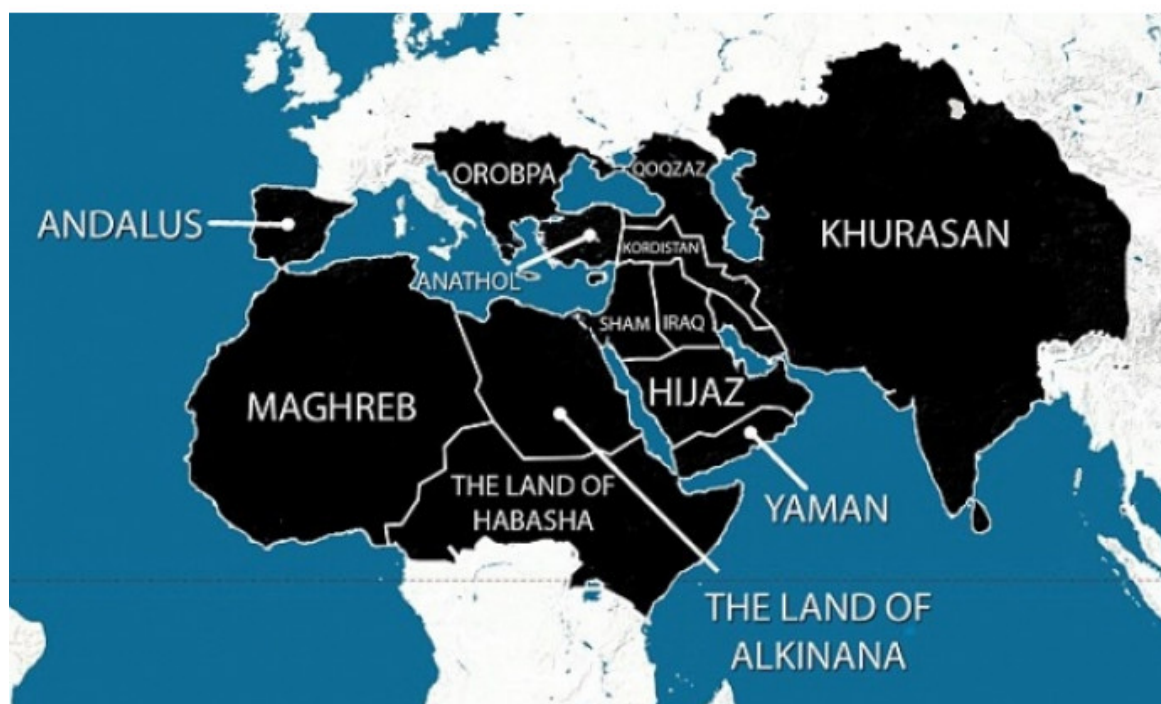 OROBPA
QOQZAZ
ANDALUS
KHURASAN
KORDISTAN
ANATHOL
SHAM
IRAQ
MAGHREB
HIJAZ
THE LAND OF
HABASHA
YAMAN
THE LAND OF
ALKINANA